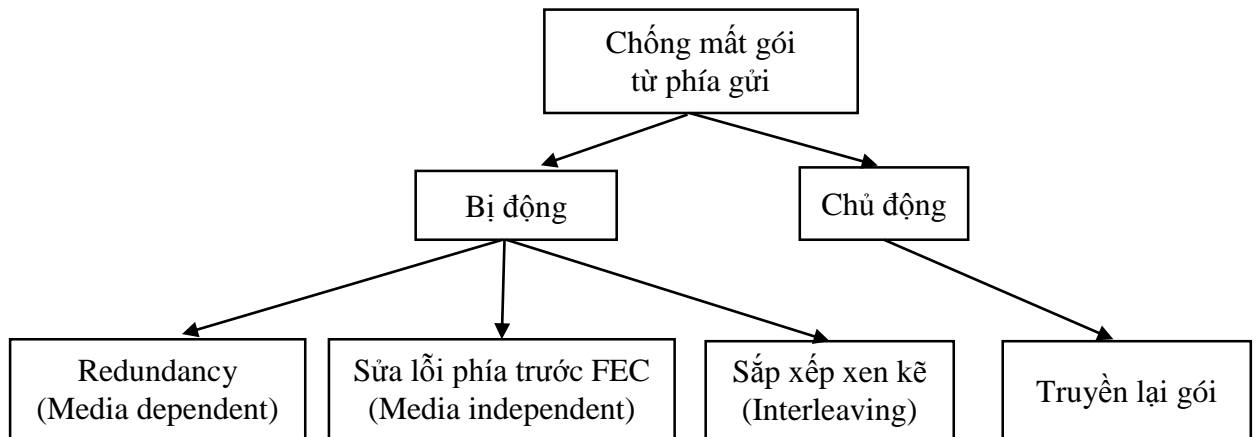 Chống mất gói
từ phía gửi
Bị động
Chủ động
Redundancy
(Media dependent)
Sửa lỗi phía trước FEC
(Media independent)
Sắp xếp xen kẽ
(Interleaving)
Truyền lại gói